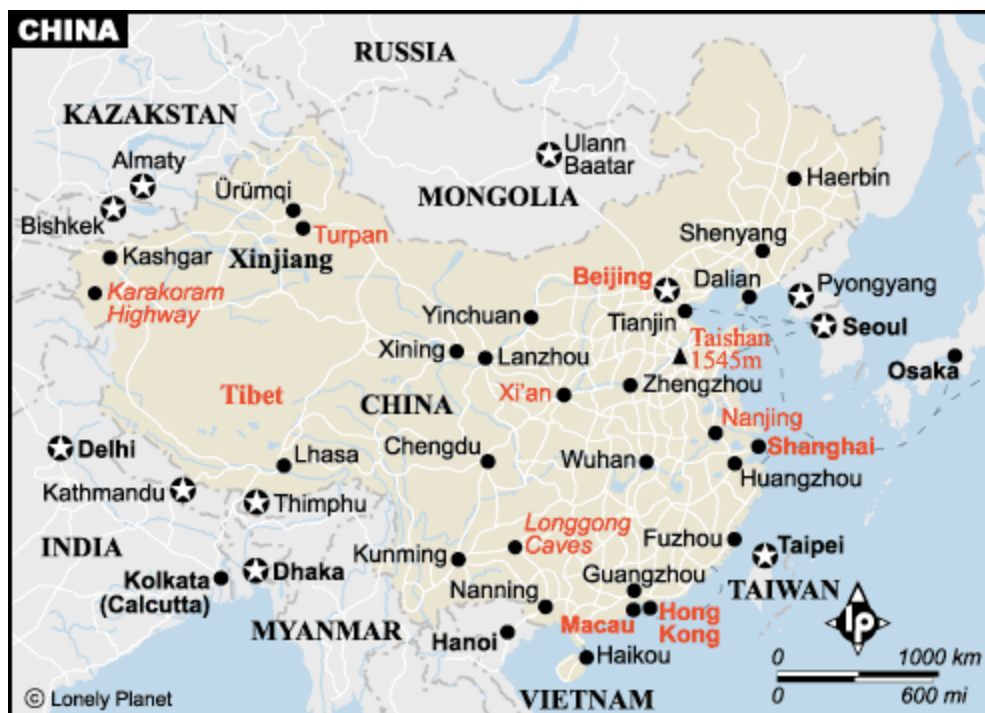 CHINA
RUSSIA
KAZAKSTAN
Almaty
Ulann
Baatar
Ürümqi
MONGOLIA
Haerbin
Bishkek
Turpan
Shenyang
Kashgar
Xinjiang
Beijing
Dalian
Pyongyang
Karakoram
Highway
Yinchuan
Tianjin
Seoul
Taishan
1545m
Xining
Lanzhou
Osaka
Tibet
Xi'an
Zhengzhou
CHINA
Nanjing
Delhi
Lhasa
Chengdu
Wuhan
Shanghai
Huangzhou
Kathmandu
Thimphu
INDIA
Longgong
Caves
Fuzhou
Kunming
Taipei
Dhaka
Kolkata
(Calcutta)
Guangzhou
TAIWAN
Nanning
Macau
Hong
Kong
MYANMAR
Hanoi
lp
Haikou
0 1000 km
0 600 mi
© Lonely Planet
VIETNAM